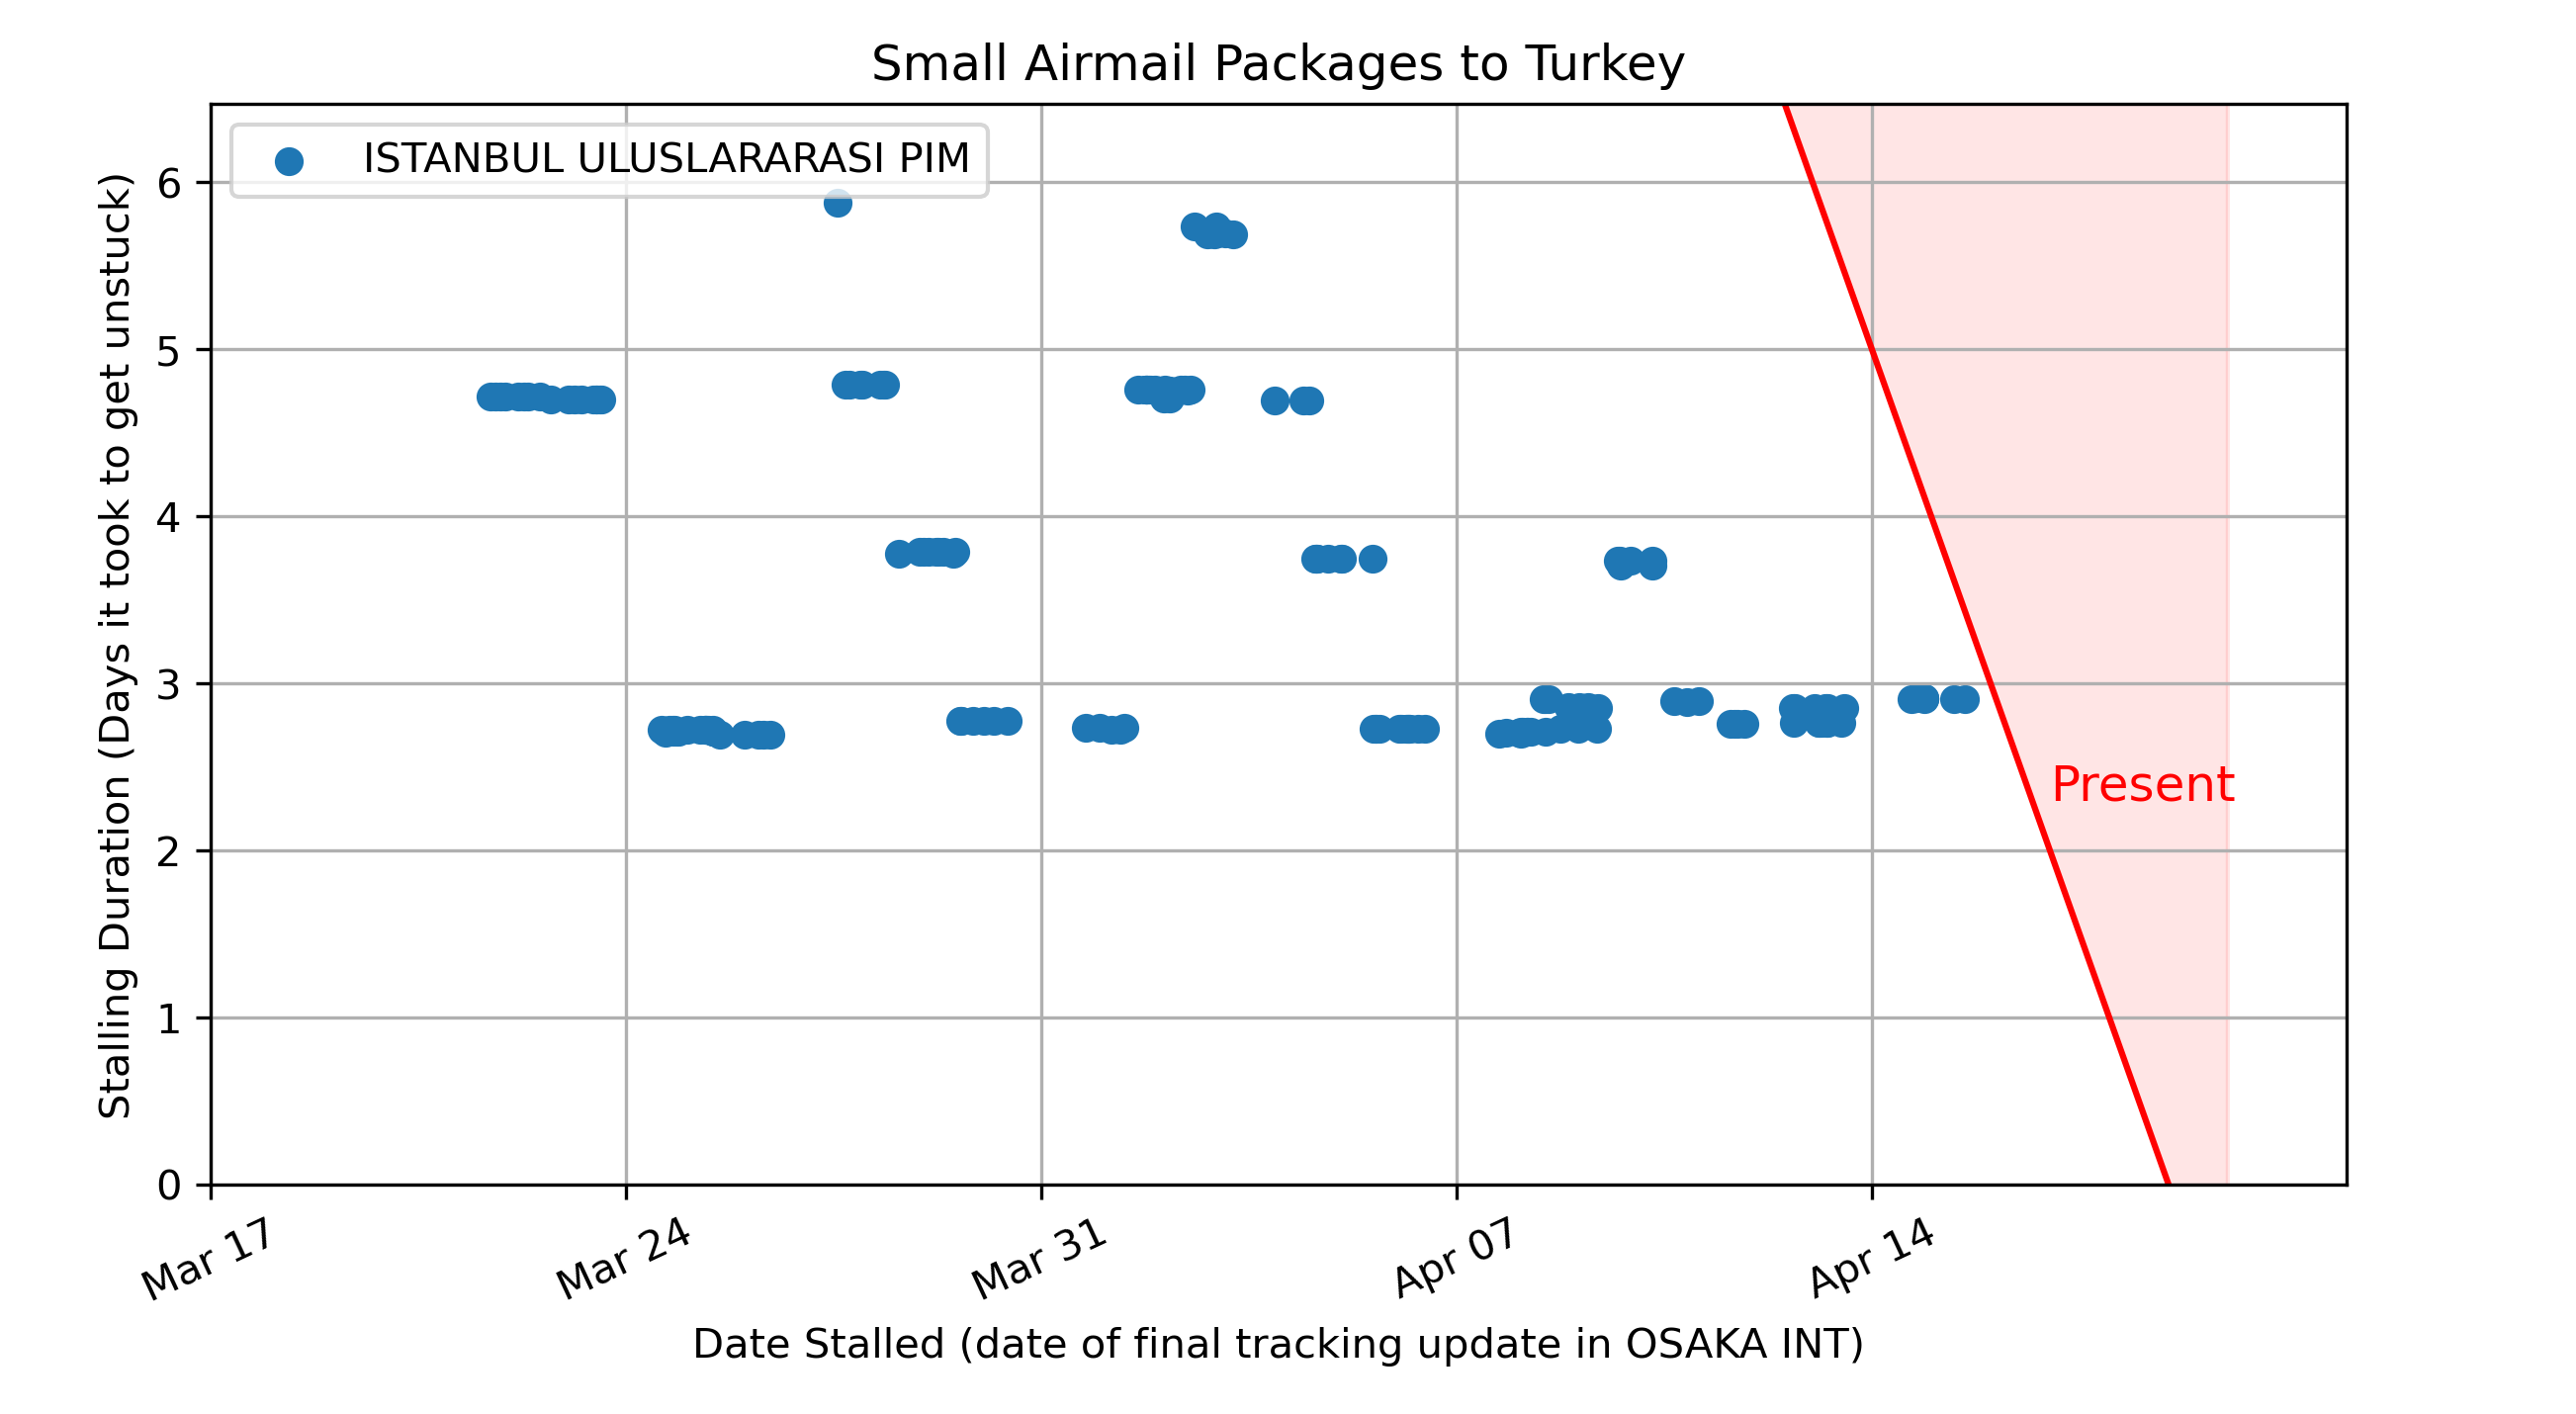 Small Airmail Packages to Turkey
ISTANBUL ULUSLARARASI PIM
Stalling Duration (Days it took to get unstuck)
6
5
4
3
2
1
0
Present
Mar 17
Mar 24
Mar 31
Apr 07
Apr 14
Date Stalled (date of final tracking update in OSAKA INT)